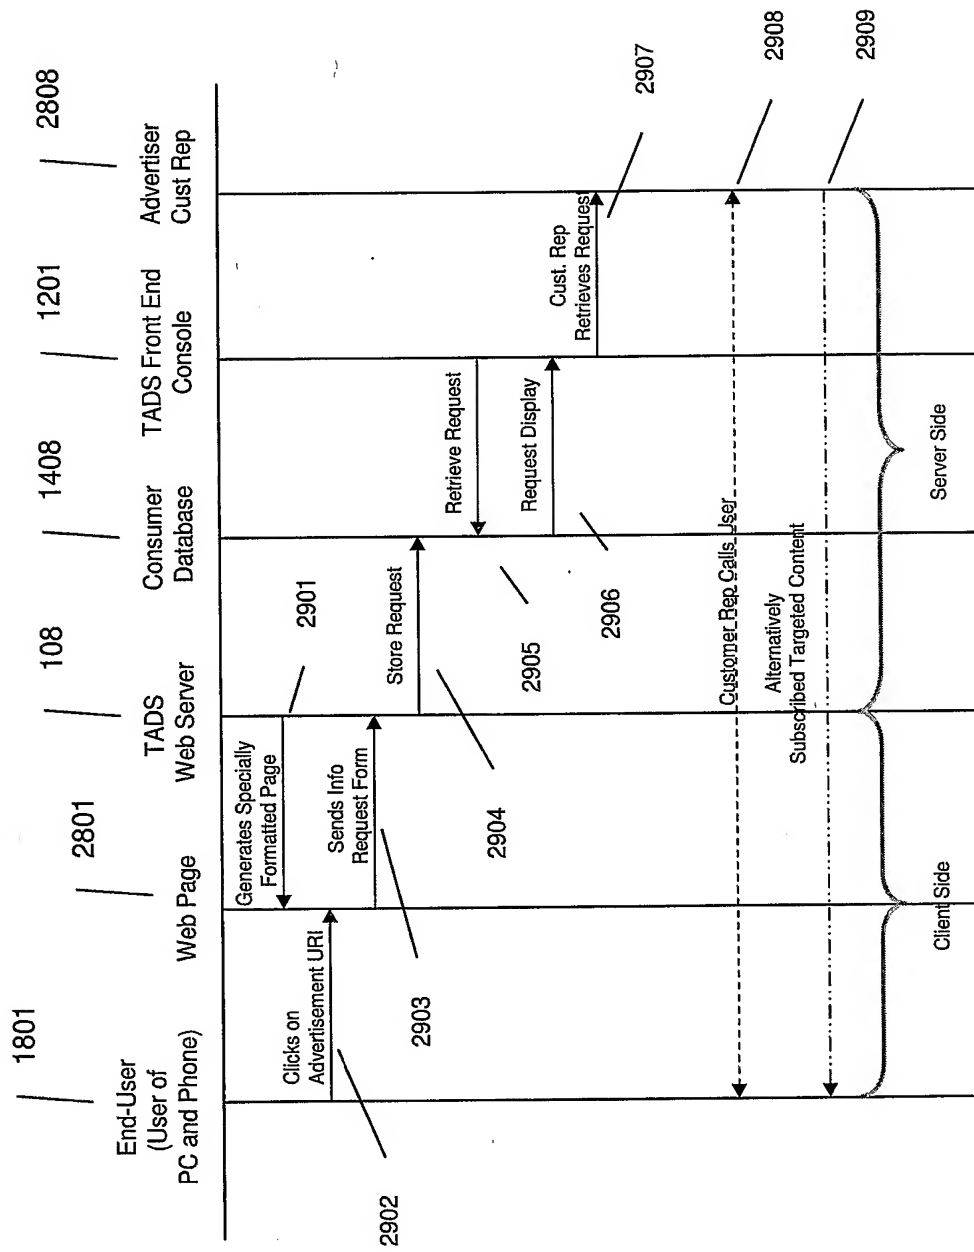 1801
2801
108
1408
1201
2808
End-User
(User of
PC and Phone)
Web Page
TADS
Web Server
Consumer
Database
TADS Front End
Console
Advertiser
Cust Rep
Generates Specially
Formatted Page
2901
Clicks on
Advertisement URI
2902
Sends Info
Request Form
2903
Store Request
2904
Retrieve Request
2905
Request Display
2906
Cust. Rep
Retrieves Request
2907
Customer Rep Calls User
2908
Alternatively
Subscribed Targeted Content
2909
Client Side
Server Side